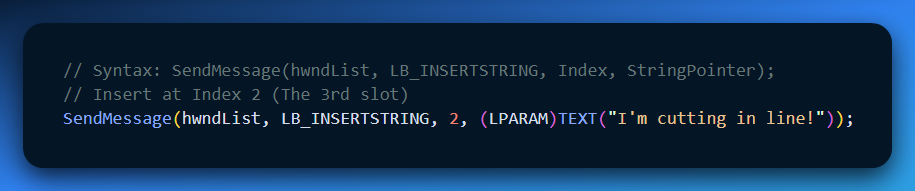 // Syntax: SendMessage(hwndList, LB_INSERTSTRING, Index, StringPointer);
// Insert at Index 2 (The 3rd slot)
SendMessage(hwndList, LB_INSERTSTRING, 2, (LPARAM)TEXT("I'm cutting in line!"));